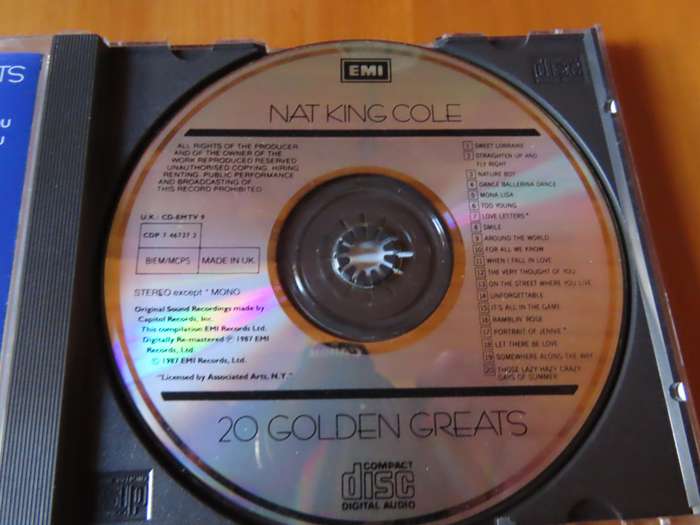 TS
U
EMI
disc
NAT KING COLE
ALL RIGHTS OF THE PRODUCER
AND OF THE OWNER OF THE
WORK REPRODUCED RESERVED
UNAUTHORISED COPYING, HIRING
RENTING, PUBLIC PERFORMANCE
AND BROADCASTING OF
THIS RECORD PROHIBITED
U.K.: CD-EMTV 9
CDP 7 46737 2
BIEM/MCPS MADE IN UK
STEREO except * MONO
Original Sound Recordings made by
Capitol Records, Inc.
This compilation EMI Records Ltd.
Digitally Re-mastered ℗ 1987 EMI
Records, Ltd.
© 1987 EMI Records, Ltd.
"Licensed by Associated Arts, N.Y."
1 SWEET LORRAINE
2 STRAIGHTEN UP AND
FLY RIGHT
3 NATURE BOY
4 DANCE BALLERINA DANCE
5 MONA LISA
6 TOO YOUNG
7 LOVE LETTERS *
8 SMILE
9 AROUND THE WORLD
10 FOR ALL WE KNOW
11 WHEN I FALL IN LOVE
12 THE VERY THOUGHT OF YOU
13 ON THE STREET WHERE YOU LIVE
14 UNFORGETTABLE
15 IT'S ALL IN THE GAME
16 RAMBLIN' ROSE
17 PORTRAIT OF JENNIE *
18 LET THERE BE LOVE
19 SOMEWHERE ALONG THE WAY
20 THOSE LAZY HAZY CRAZY
DAYS OF SUMMER
20 GOLDEN GREATS
COMPACT
disc
DIGITAL AUDIO